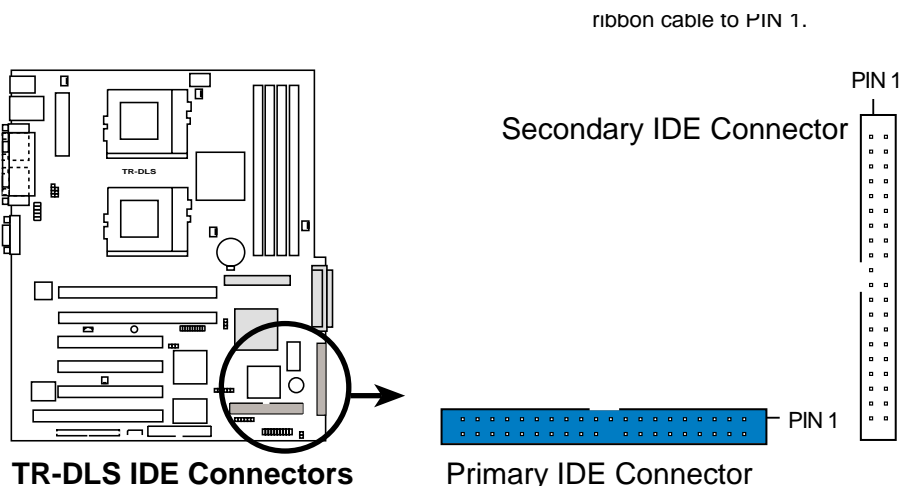 ribbon cable to PIN 1.
PIN 1
Secondary IDE Connector
TR-DLS
PIN 1
TR-DLS IDE Connectors
Primary IDE Connector